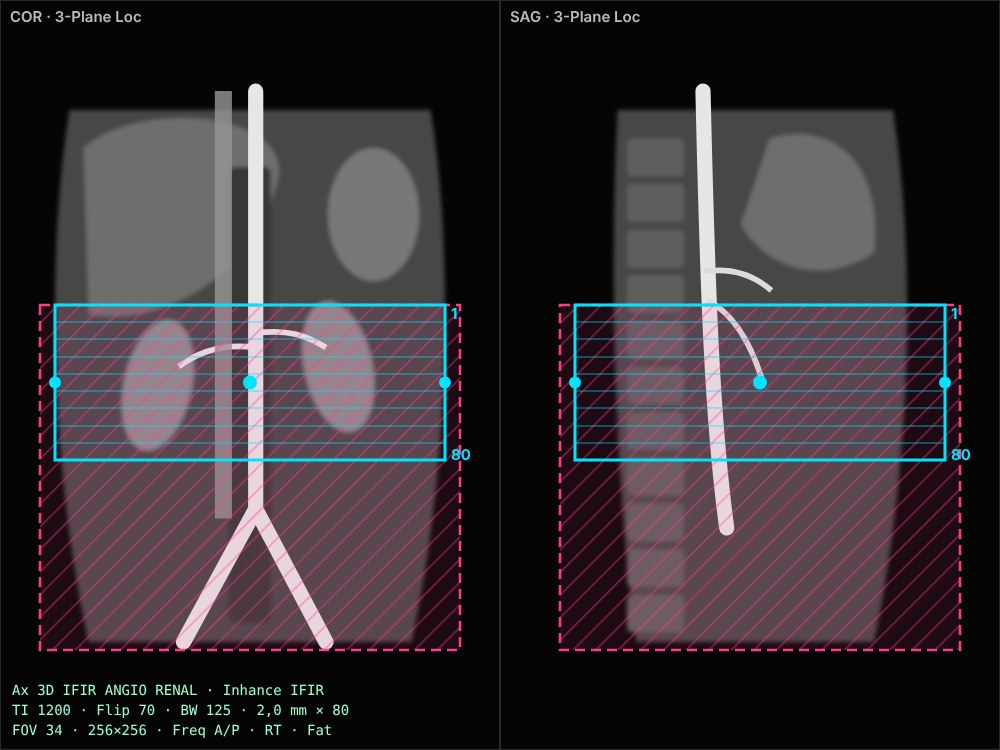 COR · 3-Plane Loc
SAG · 3-Plane Loc
1
1
80
80
Ax 3D IFIR ANGIO RENAL · Inhance IFIR
TI 1200 · Flip 70 · BW 125 · 2,0 mm × 80
FOV 34 · 256×256 · Freq A/P · RT · Fat